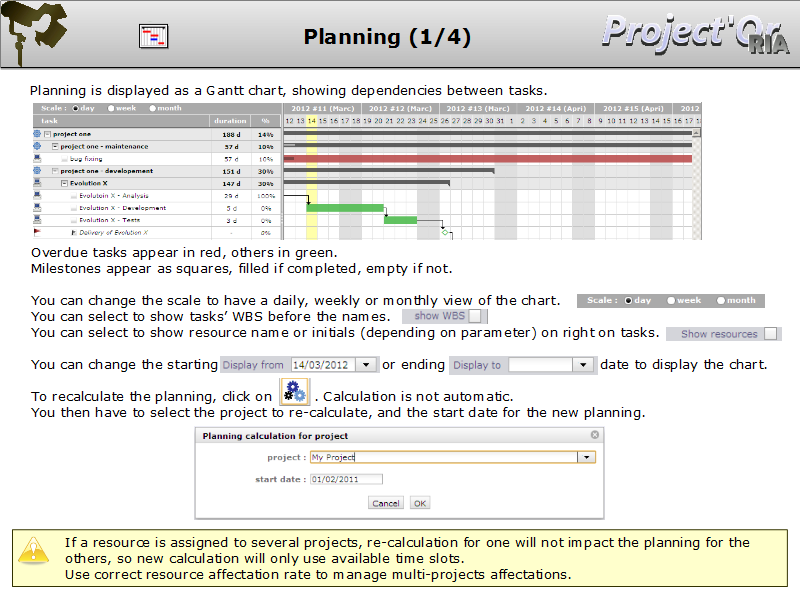 Planning (1/4)
Project'Or
RIA
Planning is displayed as a Gantt chart, showing dependencies between tasks.
Scale : day week month
2012 #11 (Marc) 2012 #12 (Marc) 2012 #13 (Marc) 2012 #14 (Apri) 2012 #15 (Apri) 2012
task duration %
12 13 14 15 16 17 18 19 20 21 22 23 24 25 26 27 28 29 30 31 1 2 3 4 5 6 7 8 9 10 11 12 13 14 15 16 17 18
project one 188 d 14%
project one - maintenance 37 d 10%
bug fixing 57 d 10%
project one - developement 151 d 30%
Evolution X 147 d 30%
Evolutoin X - Analysis 29 d 100%
Evolution X - Development 5 d 0%
Evolution X - Tests 3 d 0%
Delivery of Evolution X - 0%
Overdue tasks appear in red, others in green.
Milestones appear as squares, filled if completed, empty if not.
You can change the scale to have a daily, weekly or monthly view of the chart. Scale : day week month
You can select to show tasks' WBS before the names. show WBS
You can select to show resource name or initials (depending on parameter) on right on tasks. Show resources
You can change the starting Display from 14/03/2012 or ending Display to date to display the chart.
To recalculate the planning, click on . Calculation is not automatic.
You then have to select the project to re-calculate, and the start date for the new planning.
Planning calculation for project
project : My Project
start date : 01/02/2011
Cancel OK
If a resource is assigned to several projects, re-calculation for one will not impact the planning for the
others, so new calculation will only use available time slots.
Use correct resource affectation rate to manage multi-projects affectations.